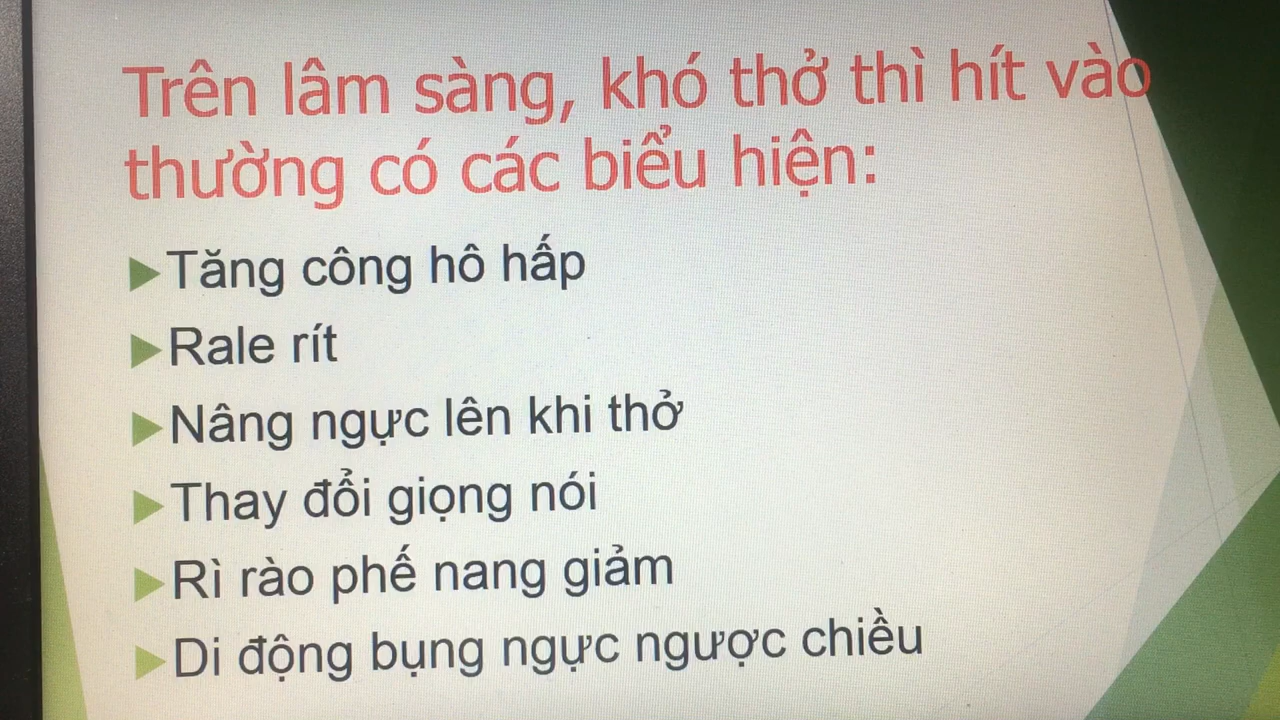 Trên lâm sàng, khó thở thì hít vào
thường có các biểu hiện:
Tăng công hô hấp
Rale rít
Nâng ngực lên khi thở
Thay đổi giọng nói
Rì rào phế nang giảm
Di động bụng ngực ngược chiều